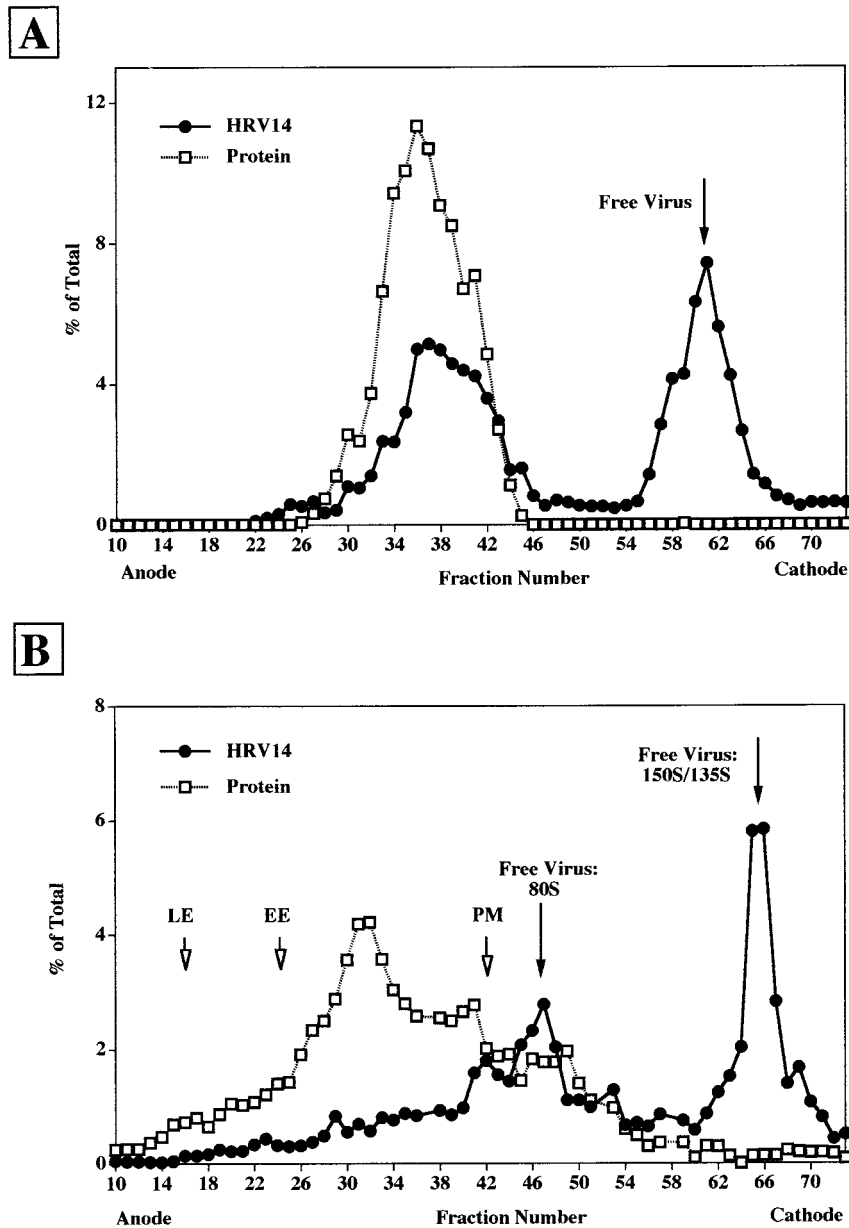 A
12
8
4
0
% of Total
HRV14
Protein
Free Virus
10 14 18 22 26 30 34 38 42 46 50 54 58 62 66 70
Anode Fraction Number Cathode
B
8
6
4
2
0
% of Total
HRV14
Protein
Free Virus:
150S/135S
Free Virus:
80S
LE EE PM
10 14 18 22 26 30 34 38 42 46 50 54 58 62 66 70
Anode Fraction Number Cathode